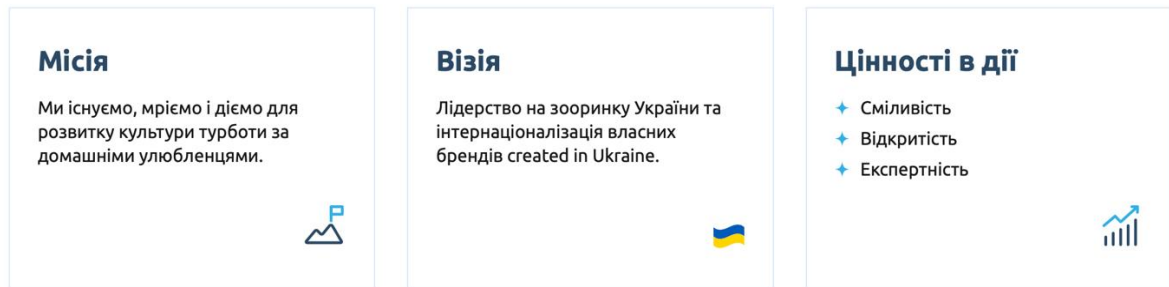 Місія
Ми існуємо, мріємо і діємо для
розвитку культури турботи за
домашніми улюбленцями.
Візія
Лідерство на зооринку України та
інтернаціоналізація власних
брендів created in Ukraine.
Цінності в дії
Сміливість
Відкритість
Експертність